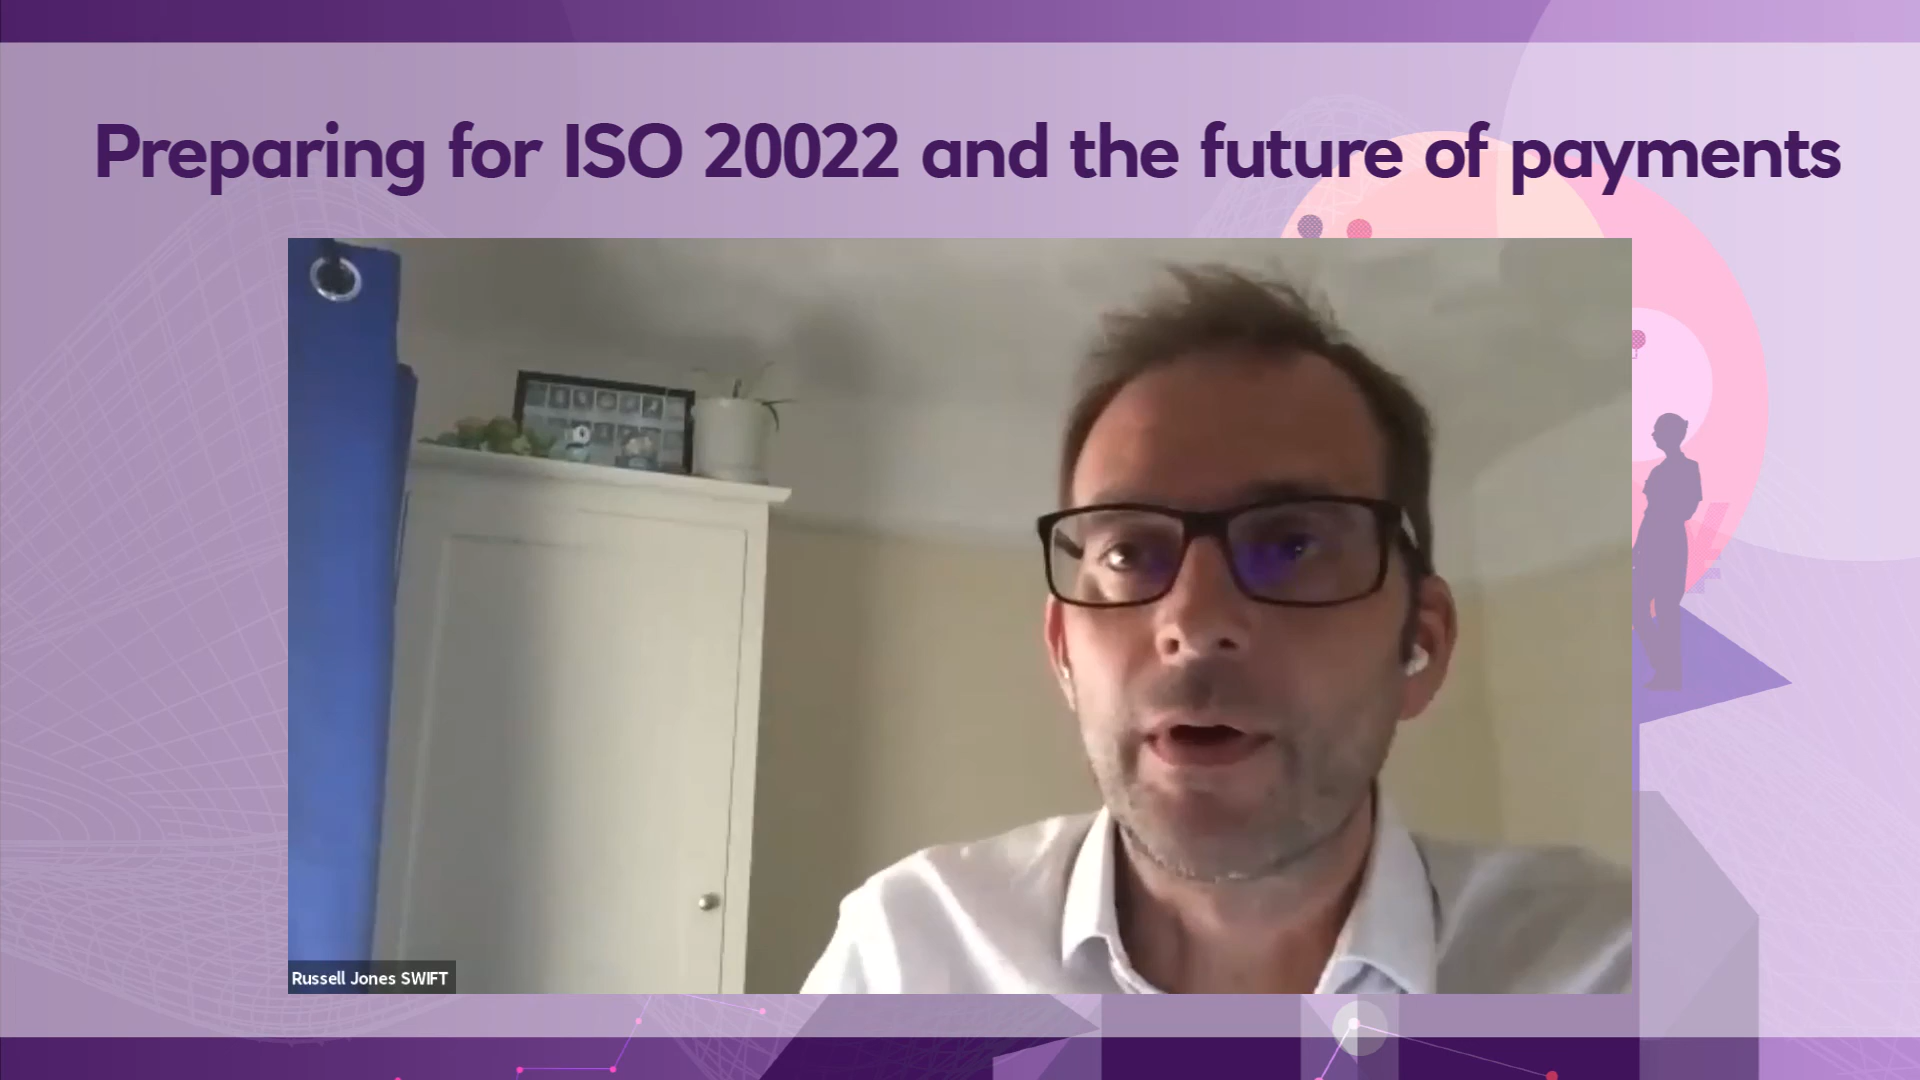 Preparing for ISO 20022 and the future of payments
Russell Jones SWIFT